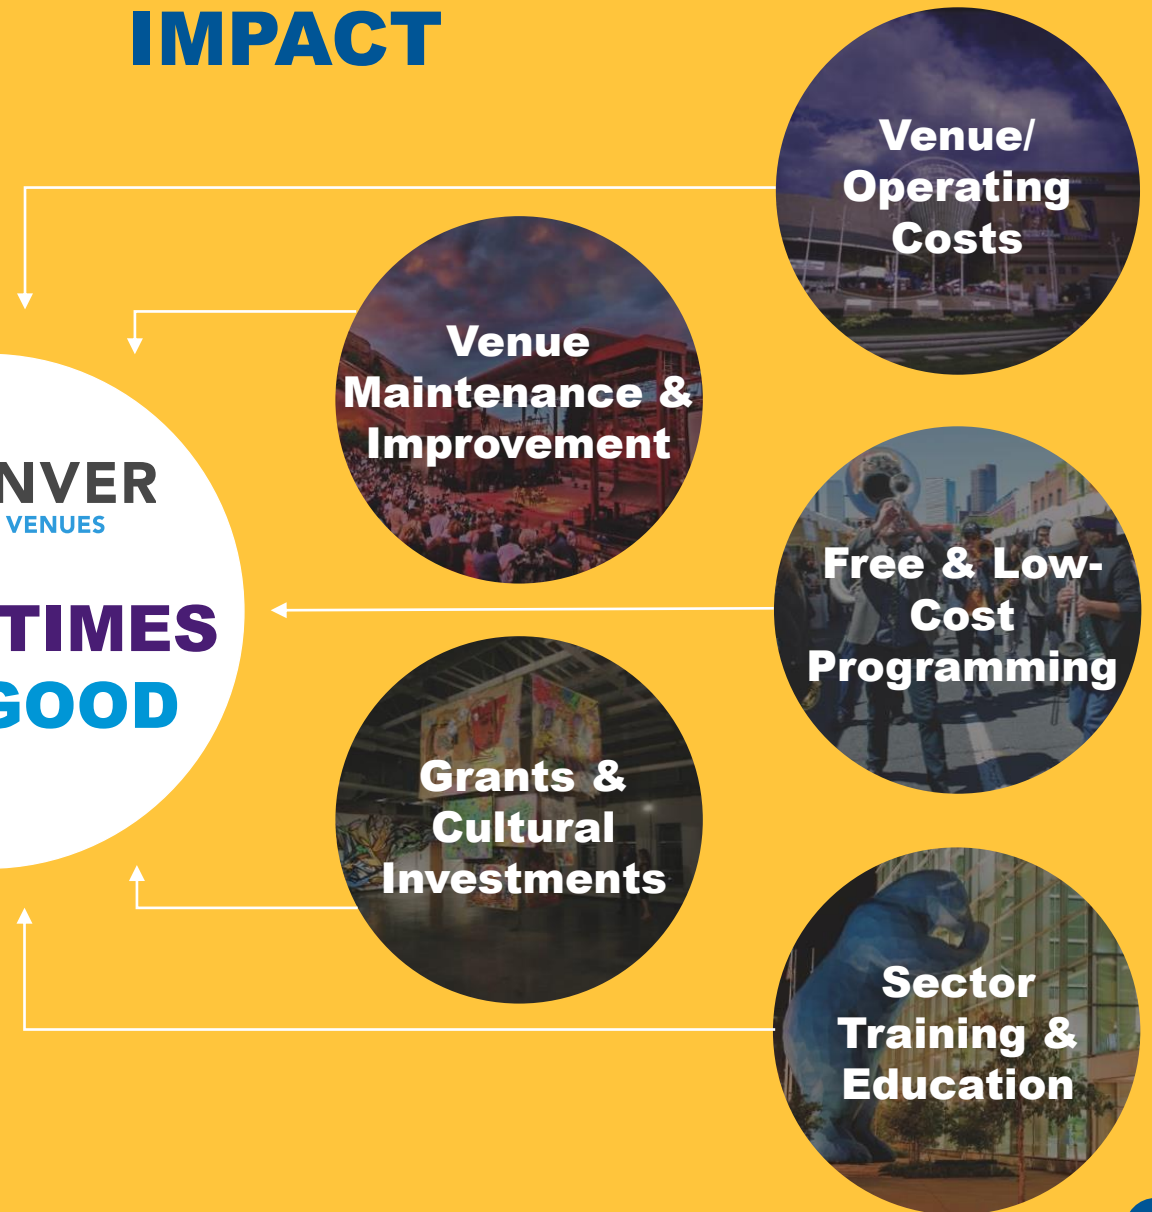 IMPACT
Venue/
Operating
Costs
Venue
Maintenance &
Improvement
NVER
VENUES
TIMES
GOOD
Free & Low-
Cost
Programming
Grants &
Cultural
Investments
Sector
Training &
Education